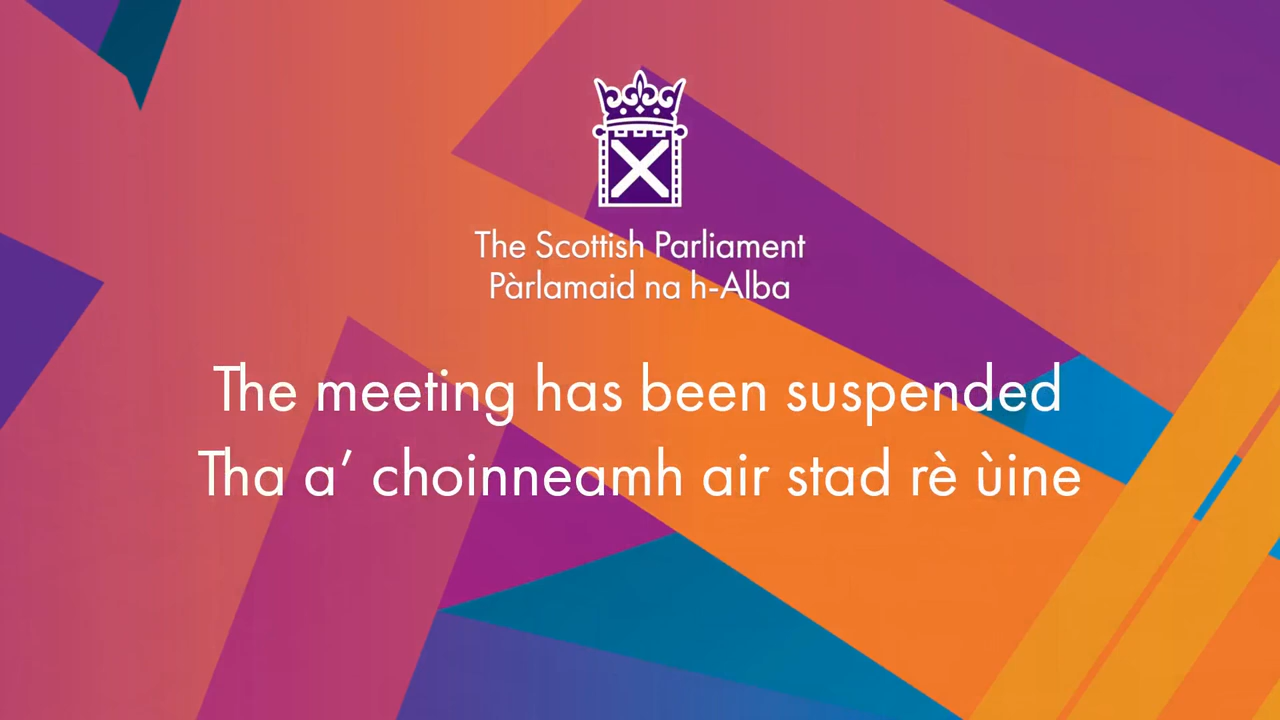 The Scottish Parliament
Pàrlamaid na h-Alba
The meeting has been suspended
Tha a’ choinneamh air stad rè ùine